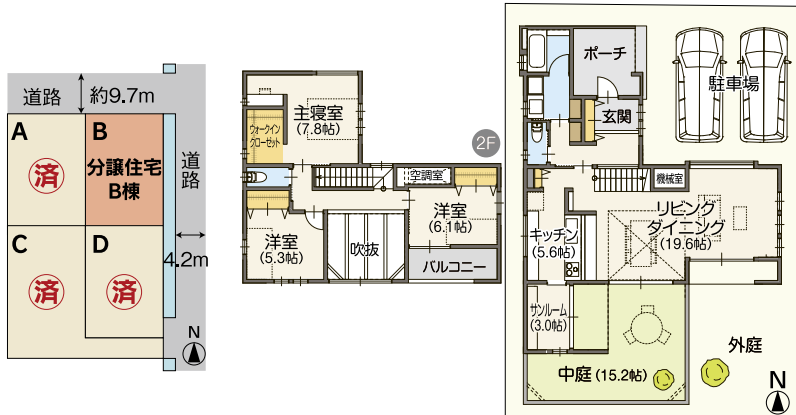 道路
約9.7m
A
B
済
分譲住宅
B棟
道路
C
D
済
済
4.2m
N
2F
主寝室
(7.8帖)
ウォークイン
クローゼット
空調室
洋室
(6.1帖)
洋室
(5.3帖)
吹抜
バルコニー
ポーチ
駐車場
玄関
機械室
リビング
ダイニング
(19.6帖)
キッチン
(5.6帖)
サンルーム
(3.0帖)
中庭(15.2帖)
外庭
N